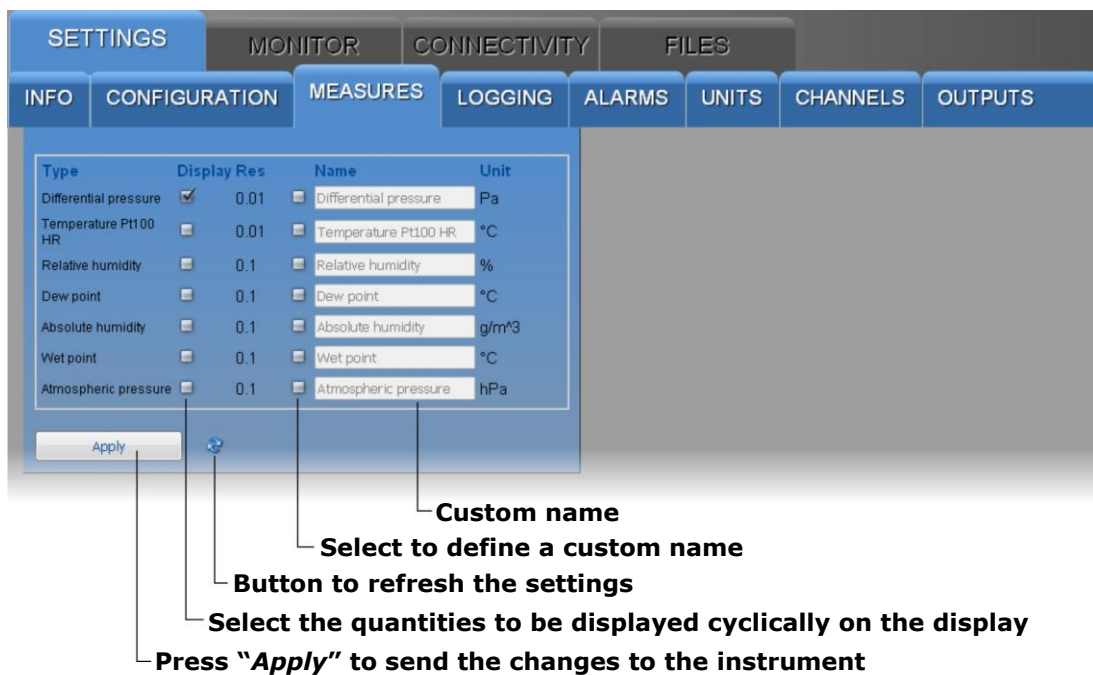 SETTINGS MONITOR CONNECTIVITY FILES
INFO CONFIGURATION MEASURES LOGGING ALARMS UNITS CHANNELS OUTPUTS
Type Display Res Name Unit
Differential pressure 0.01 Differential pressure Pa
Temperature Pt100 HR 0.01 Temperature Pt100 HR °C
Relative humidity 0.1 Relative humidity %
Dew point 0.1 Dew point °C
Absolute humidity 0.1 Absolute humidity g/m^3
Wet point 0.1 Wet point °C
Atmospheric pressure 0.1 Atmospheric pressure hPa
Apply
Custom name
Select to define a custom name
Button to refresh the settings
Select the quantities to be displayed cyclically on the display
Press “Apply” to send the changes to the instrument